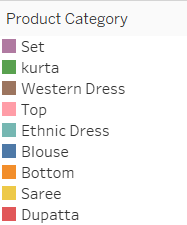 Product Category
Set
kurta
Western Dress
Top
Ethnic Dress
Blouse
Bottom
Saree
Dupatta